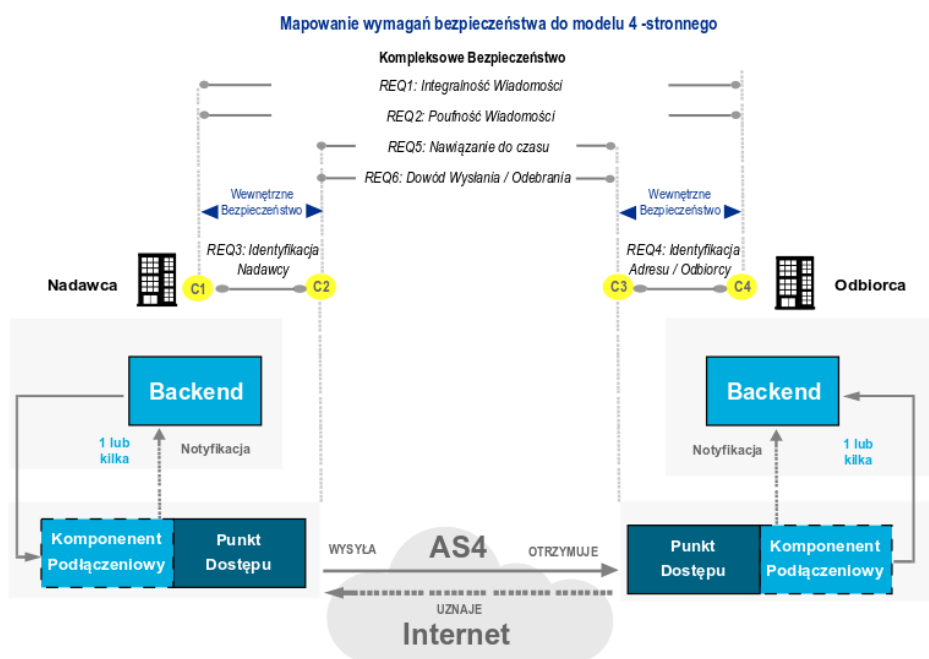 Mapowanie wymagań bezpieczeństwa do modelu 4 -stronnego
Kompleksowe Bezpieczeństwo
REQ1: Integralność Wiadomości
REQ2: Poufność Wiadomości
REQ5: Nawiązanie do czasu
REQ6: Dowód Wysłania / Odebrania
Wewnętrzne
Bezpieczeństwo
Wewnętrzne
Bezpieczeństwo
REQ3: Identyfikacja
Nadawcy
REQ4: Identyfikacja
Adresu / Odbiorcy
Nadawca
C1
C2
C3
C4
Odbiorca
Backend
1 lub
kilka
Notyfikacja
Backend
Notyfikacja
1 lub
kilka
Komponenent
Podłączeniowy
Punkt
Dostępu
WYSYŁA
AS4
OTRZYMUJE
UZNAJE
Internet
Punkt
Dostępu
Komponenent
Podłączeniowy